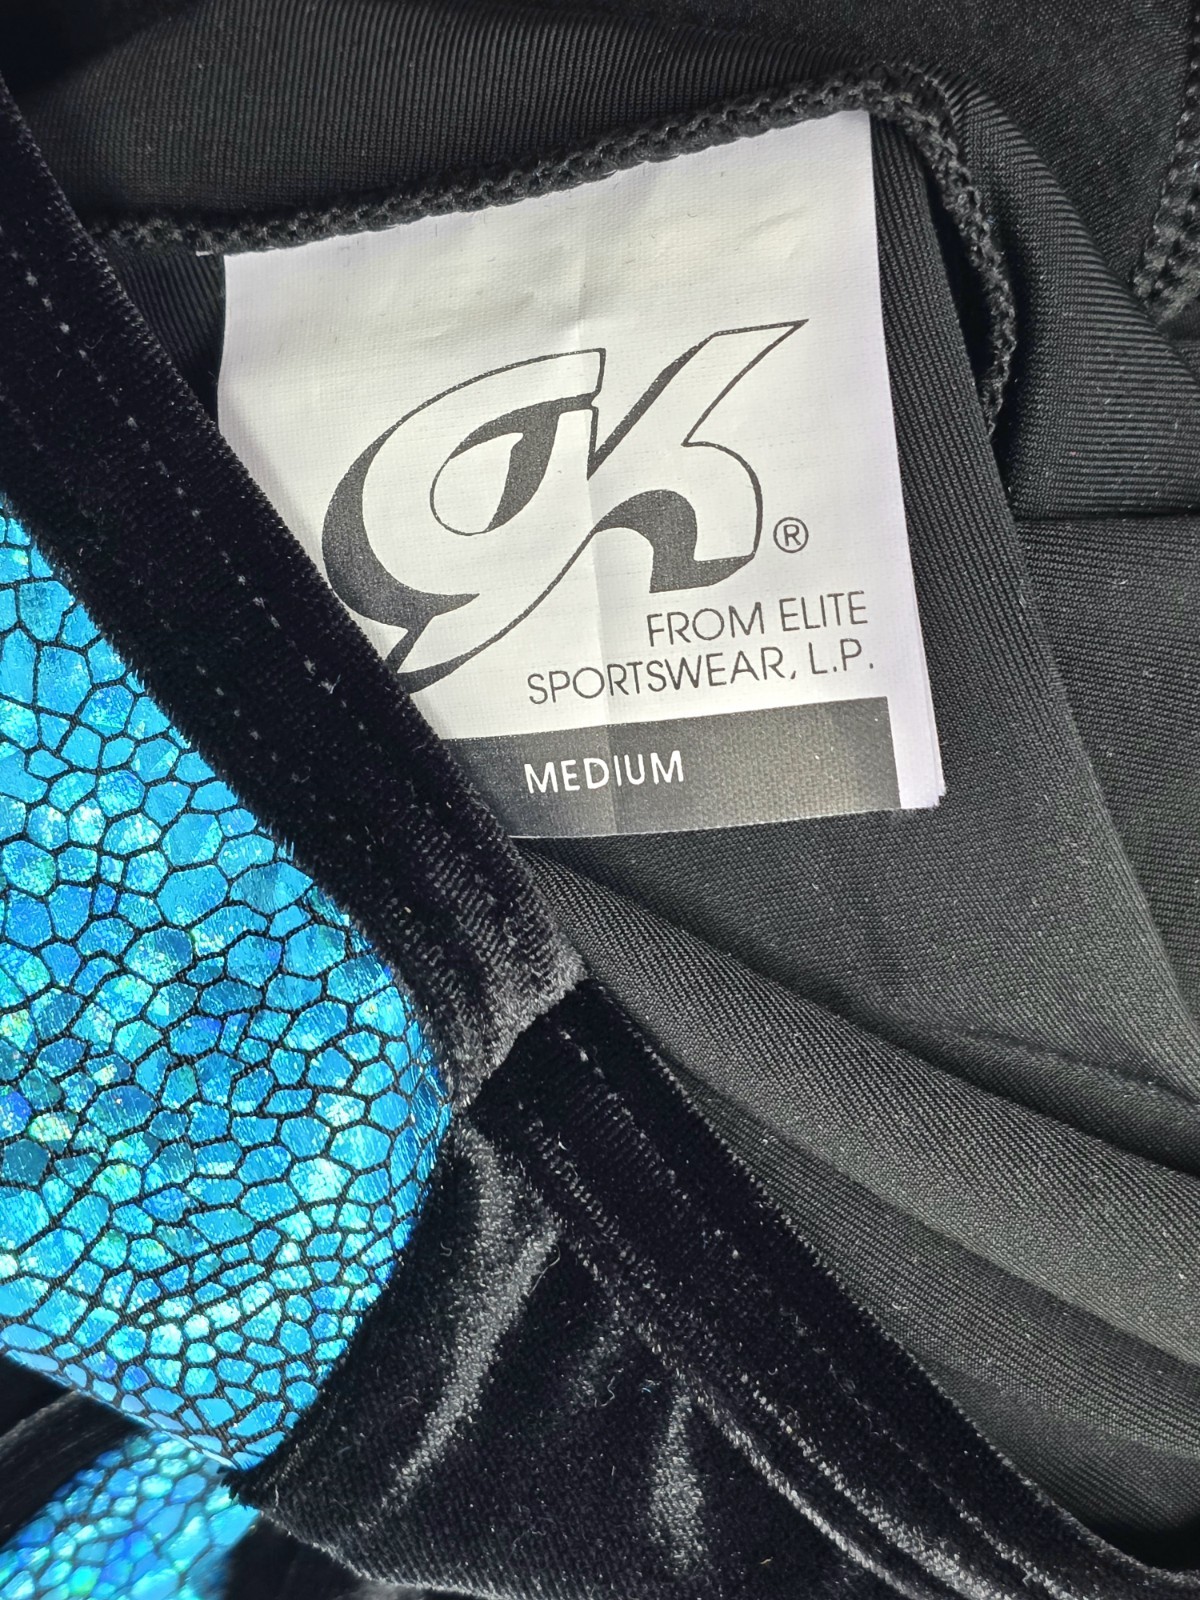 GK®
FROM ELITE
SPORTSWEAR, L.P.
MEDIUM